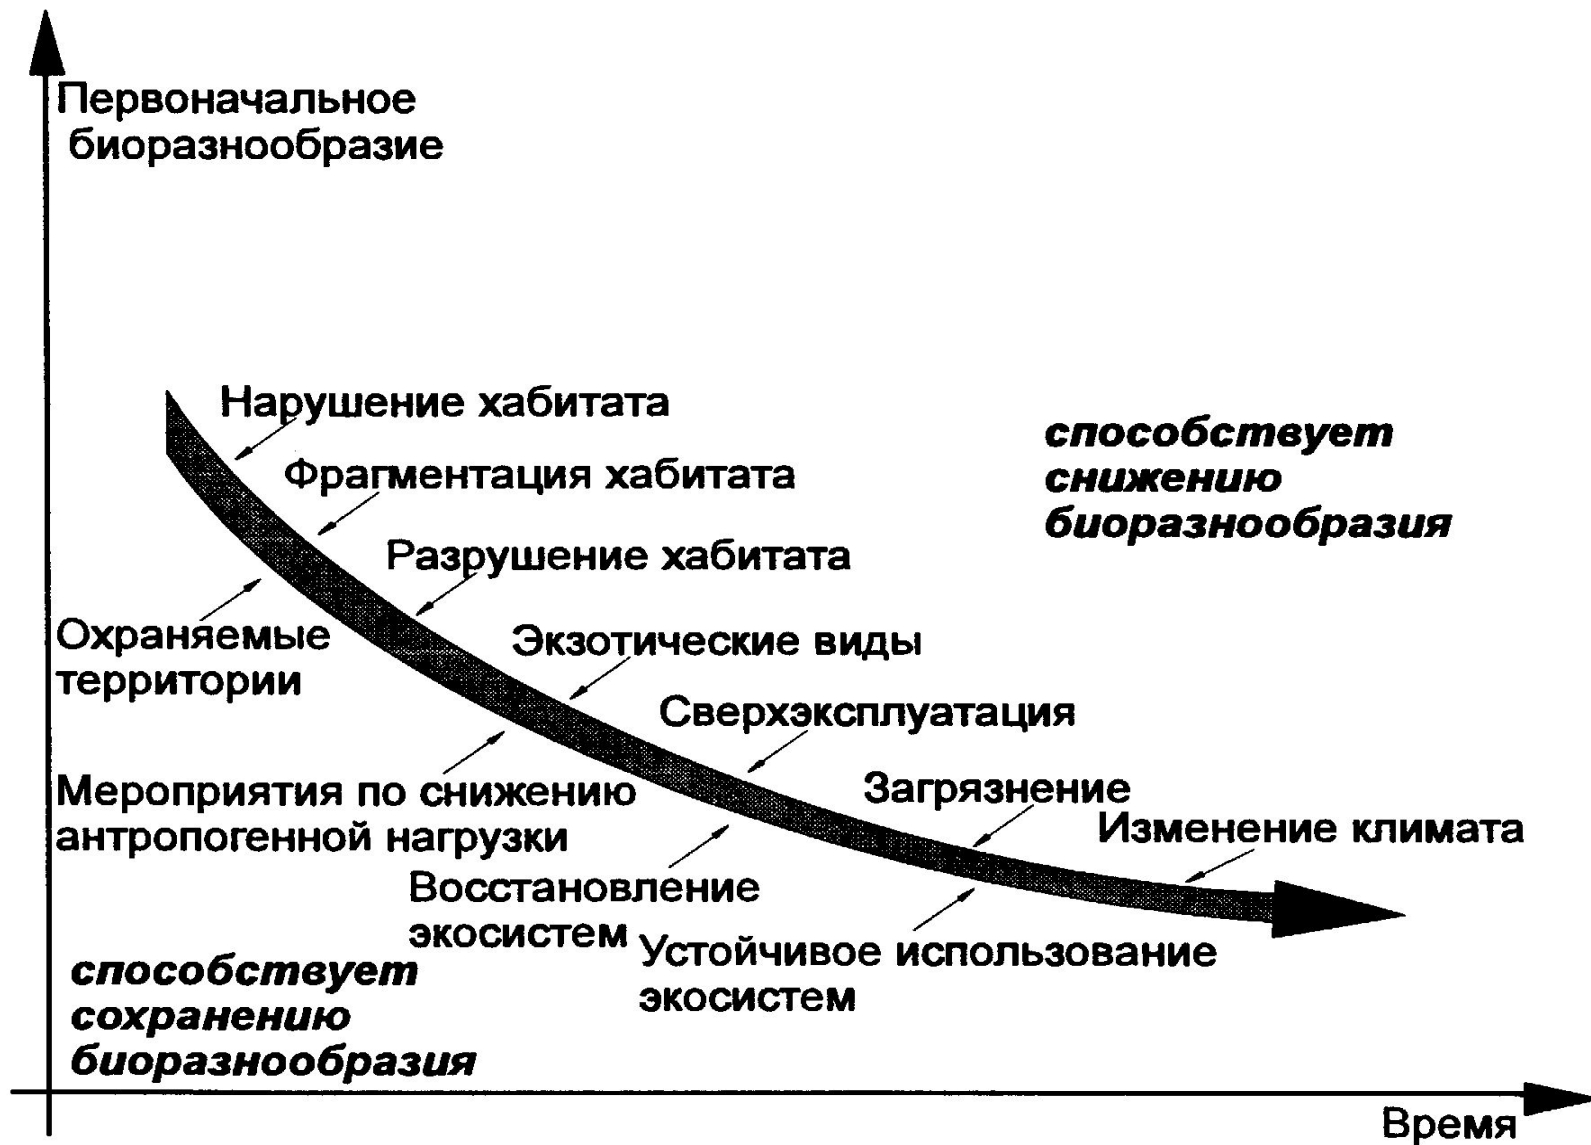 Первоначальное
биоразнообразие
Нарушение хабитата
Фрагментация хабитата
Разрушение хабитата
Экзотические виды
Сверхэксплуатация
Загрязнение
Изменение климата
способствует
снижению
биоразнообразия
Охраняемые
территории
Мероприятия по снижению
антропогенной нагрузки
Восстановление
экосистем
Устойчивое использование
экосистем
способствует
сохранению
биоразнообразия
Время